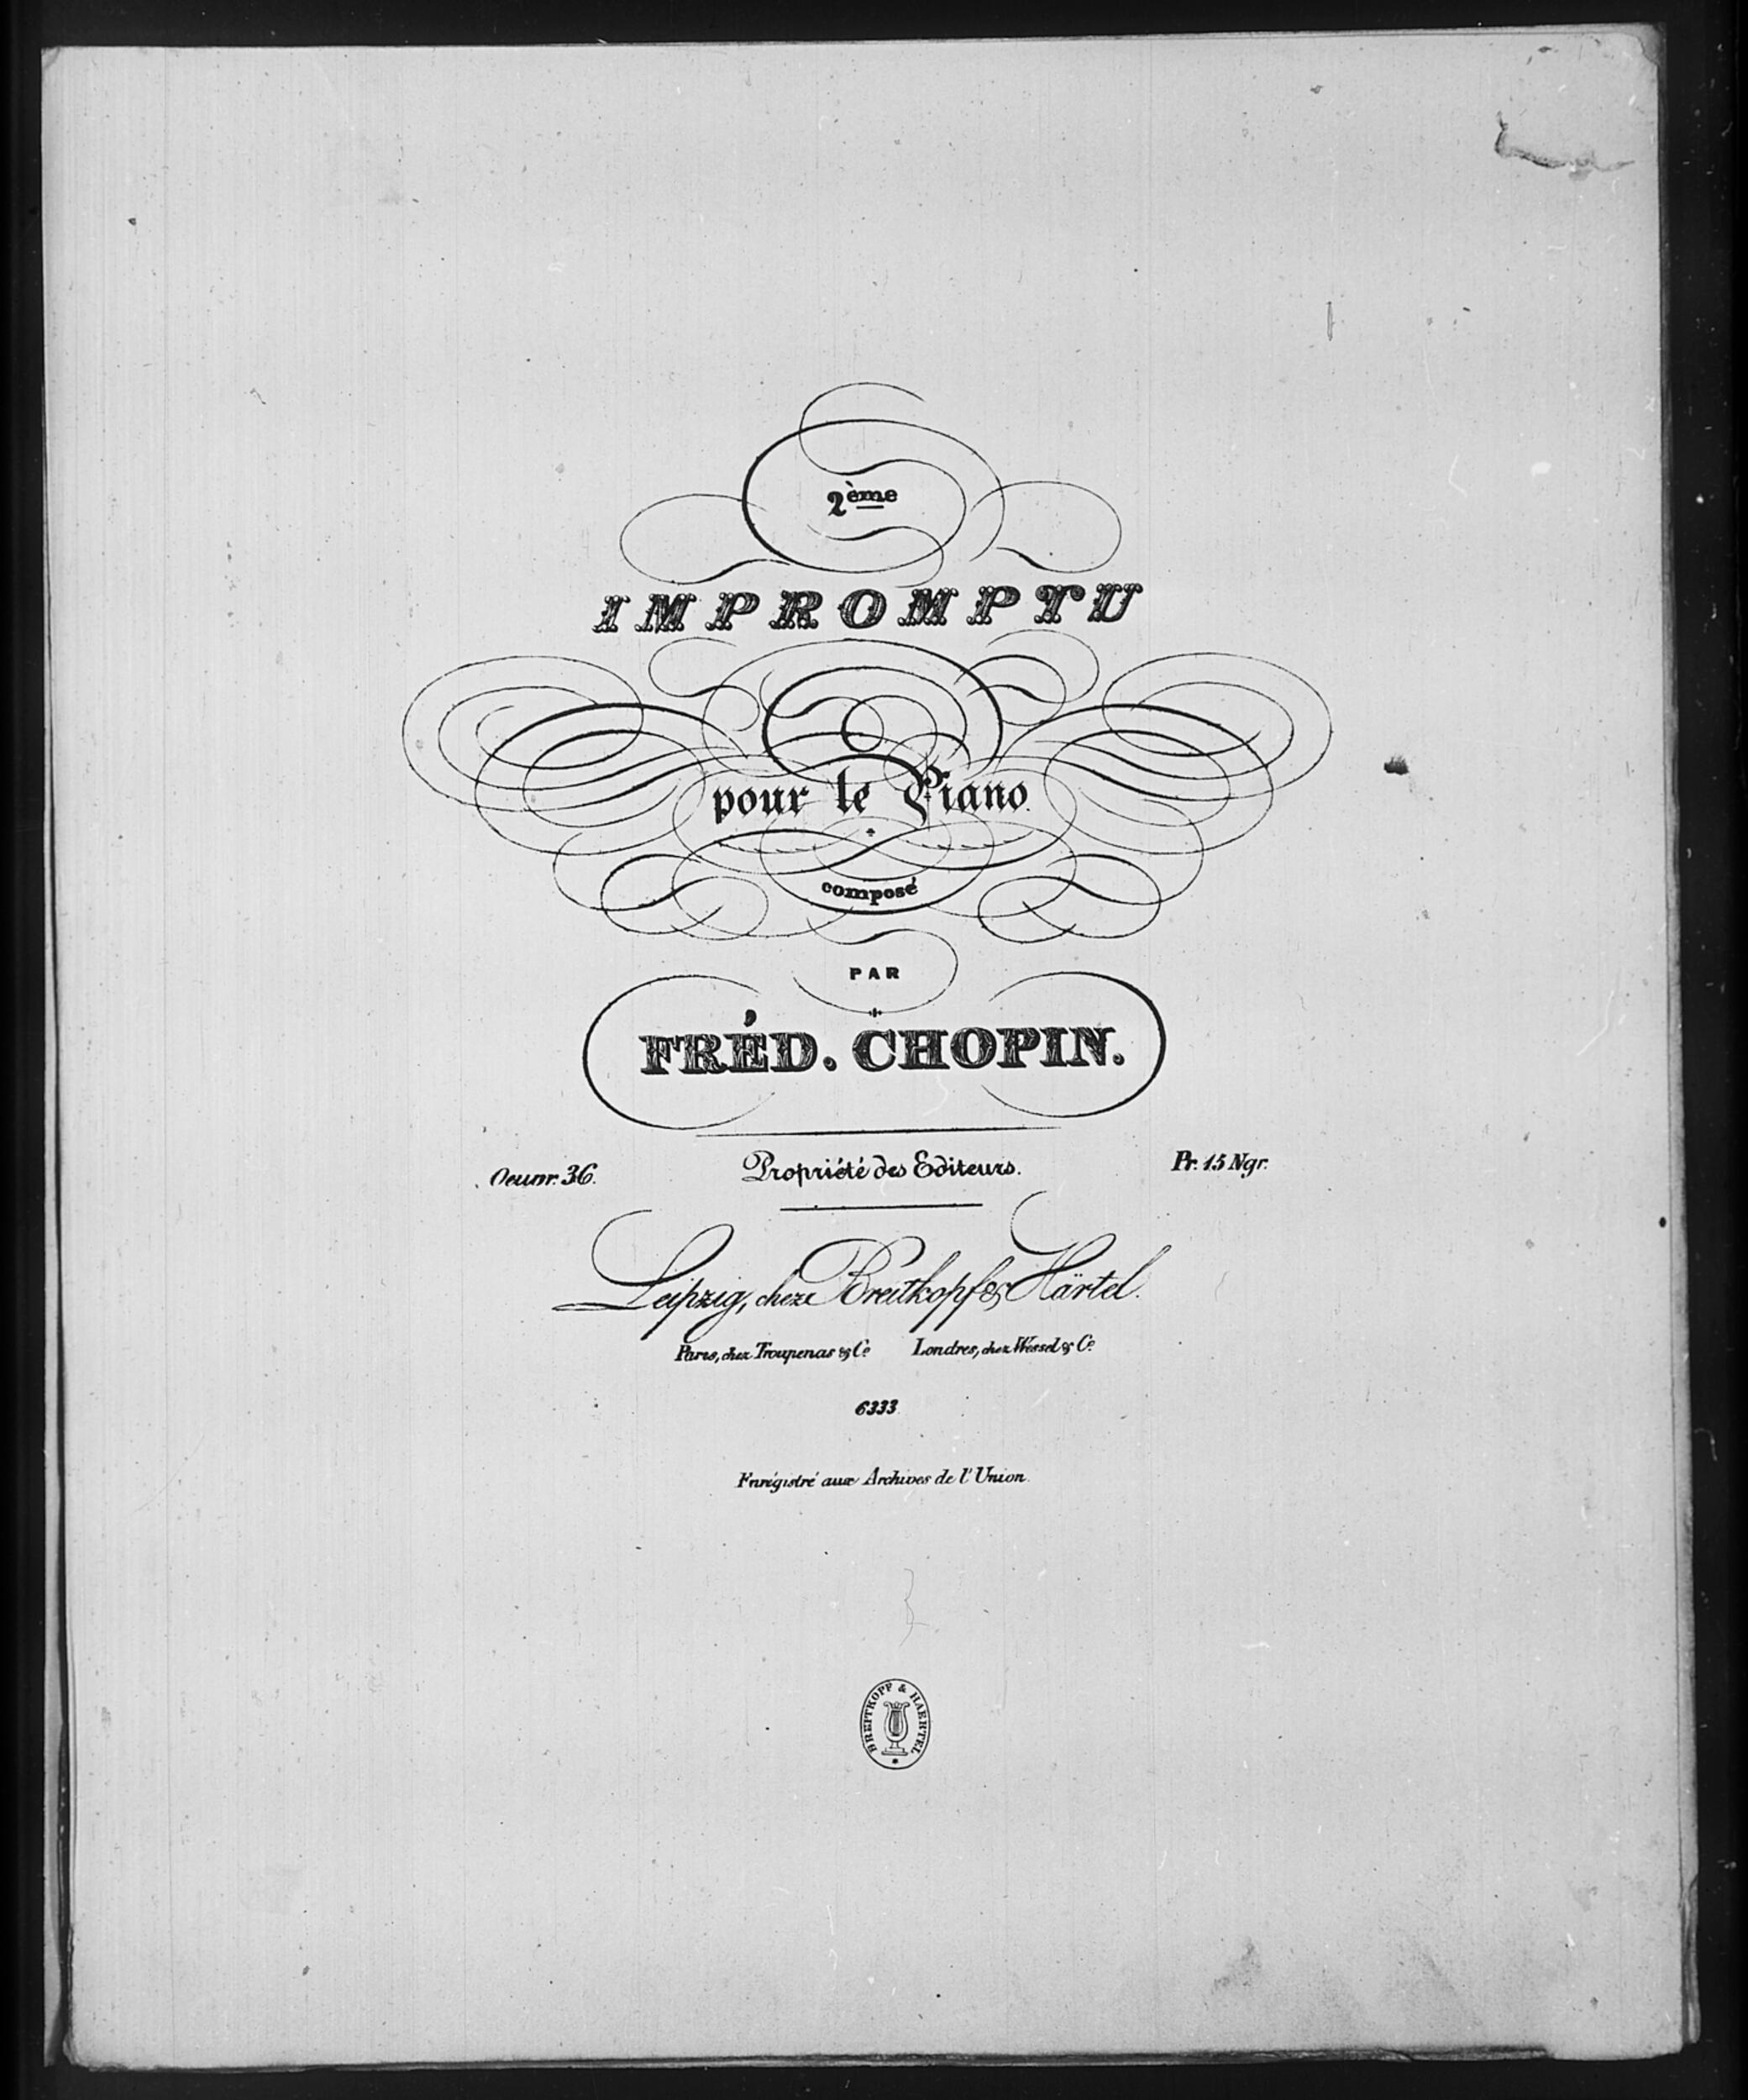 2ème
IMPROMPTU
pour le Piano.
composé
PAR
FRÉD. CHOPIN.
Oeuvr. 36.
Propriété des Editeurs.
Pr. 15 Ngr.
Leipzig, chez Breitkopf & Härtel.
Paris, chez Troupenas & Co. Londres, chez Wessel & Co.
6333.
Enrégistré aux Archives de l'Union.
BREITKOPF & HAERTEL